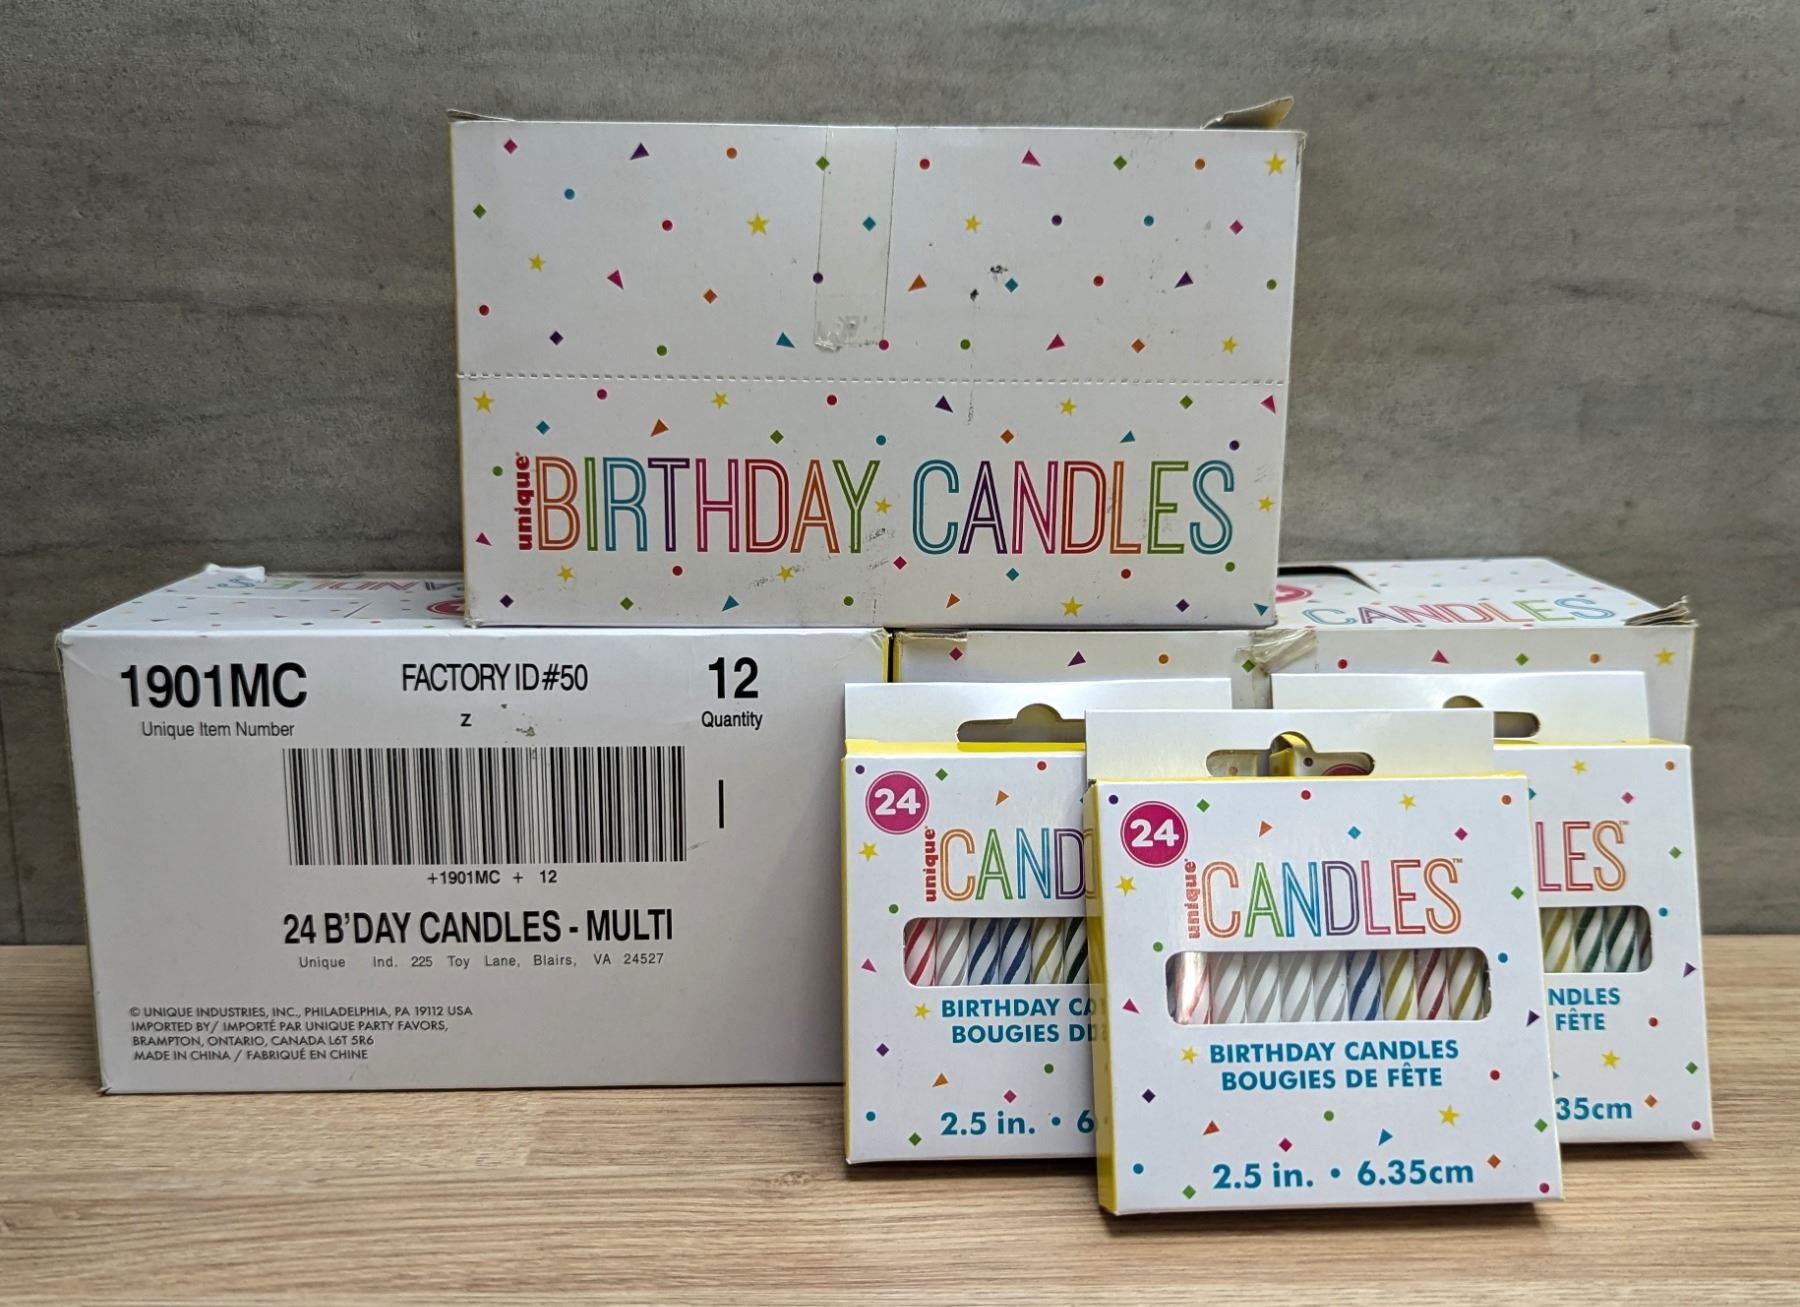 unique
BIRTHDAY CANDLES
CANDLES
CANDLES
1901MC
Unique Item Number
FACTORY ID#50
Z
12
Quantity
+1901MC + 12
24 B'DAY CANDLES - MULTI
Unique Ind. 225 Toy Lane, Blairs, VA 24527
© UNIQUE INDUSTRIES, INC., PHILADELPHIA, PA 19112 USA
IMPORTED BY/ IMPORTÉ PAR UNIQUE PARTY FAVORS,
BRAMPTON, ONTARIO, CANADA L6T 5R6
MADE IN CHINA / FABRIQUÉ EN CHINE
24
unique
CAND
BIRTHDAY CA
BOUGIES DE
2.5 in. • 6
24
unique
CANDLES™
BIRTHDAY CANDLES
BOUGIES DE FÊTE
2.5 in. • 6.35cm
LES™
NDLES
FÊTE
35cm